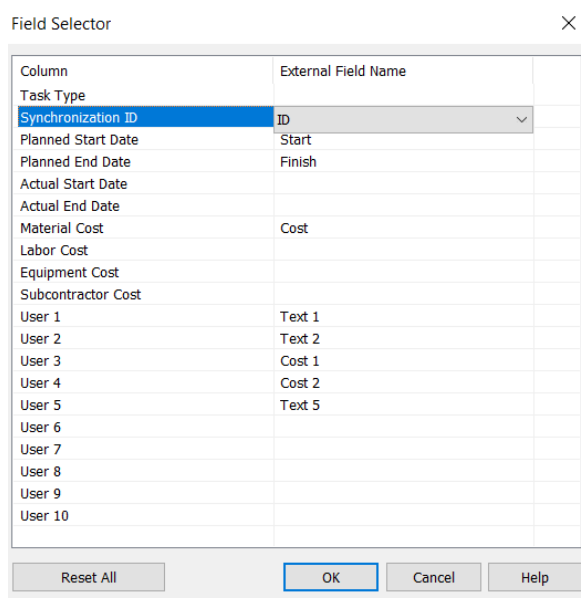 Field Selector
Column External Field Name
Task Type
Synchronization ID ID
Planned Start Date Start
Planned End Date Finish
Actual Start Date
Actual End Date
Material Cost Cost
Labor Cost
Equipment Cost
Subcontractor Cost
User 1 Text 1
User 2 Text 2
User 3 Cost 1
User 4 Cost 2
User 5 Text 5
User 6
User 7
User 8
User 9
User 10
Reset All OK Cancel Help